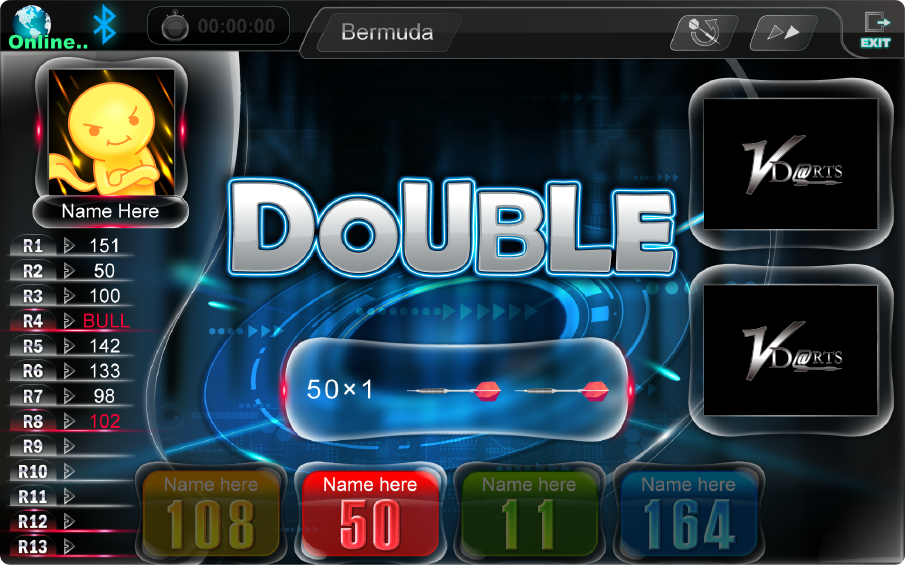 Online..
00:00:00
Bermuda
EXIT
Name Here
R1 151
R2 50
R3 100
R4 BULL
R5 142
R6 133
R7 98
R8 102
R9
R10
R11
R12
R13
DOUBLE
50×1
VD@RTS
VD@RTS
Name here
108
Name here
50
Name here
11
Name here
164